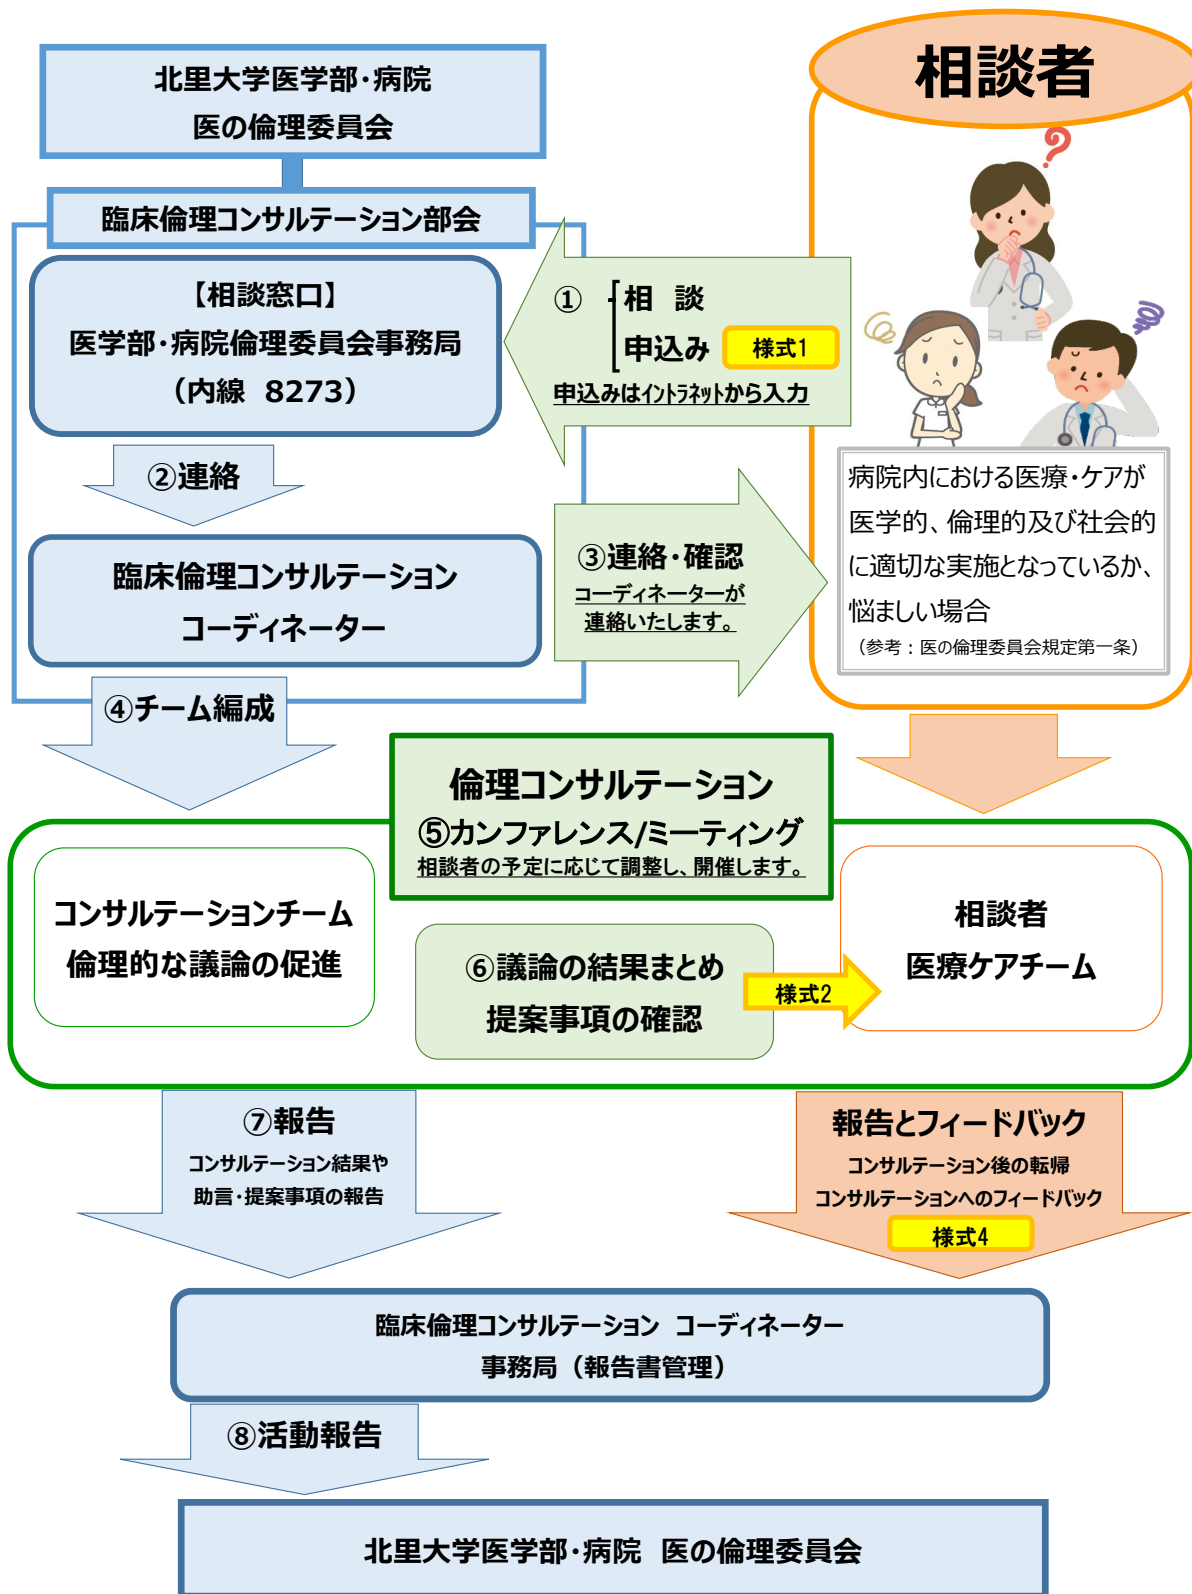 北里大学医学部・病院
医の倫理委員会
臨床倫理コンサルテーション部会
【相談窓口】
医学部・病院倫理委員会事務局
（内線 8273）
②連絡
臨床倫理コンサルテーション
コーディネーター
④チーム編成
① 相 談
申込み 様式1
申込みはイントラネットから入力
③連絡・確認
コーディネーターが
連絡いたします。
相談者
?
病院内における医療・ケアが
医学的、倫理的及び社会的
に適切な実施となっているか、
悩ましい場合
（参考：医の倫理委員会規定第一条）
倫理コンサルテーション
⑤カンファレンス/ミーティング
相談者の予定に応じて調整し、開催します。
コンサルテーションチーム
倫理的な議論の促進
⑥議論の結果まとめ
提案事項の確認
様式2
相談者
医療ケアチーム
⑦報告
コンサルテーション結果や
助言・提案事項の報告
報告とフィードバック
コンサルテーション後の転帰
コンサルテーションへのフィードバック
様式4
臨床倫理コンサルテーション コーディネーター
事務局（報告書管理）
⑧活動報告
北里大学医学部・病院 医の倫理委員会